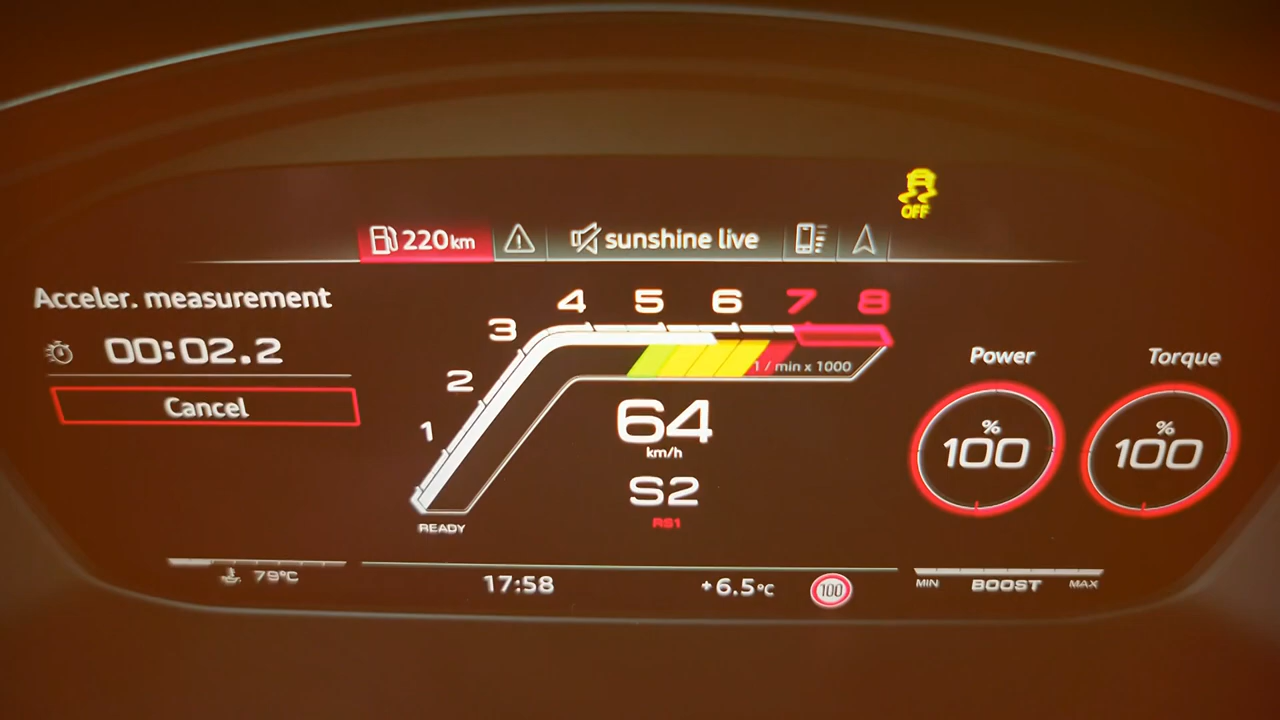 OFF
220km
sunshine live
Acceler. measurement
00:02.2
Cancel
1 2 3 4 5 6 7 8
1 / min x 1000
64
km/h
S2
RS1
READY
Power
%
100
Torque
%
100
79°C
17:58
+6.5°C
100
MIN BOOST MAX